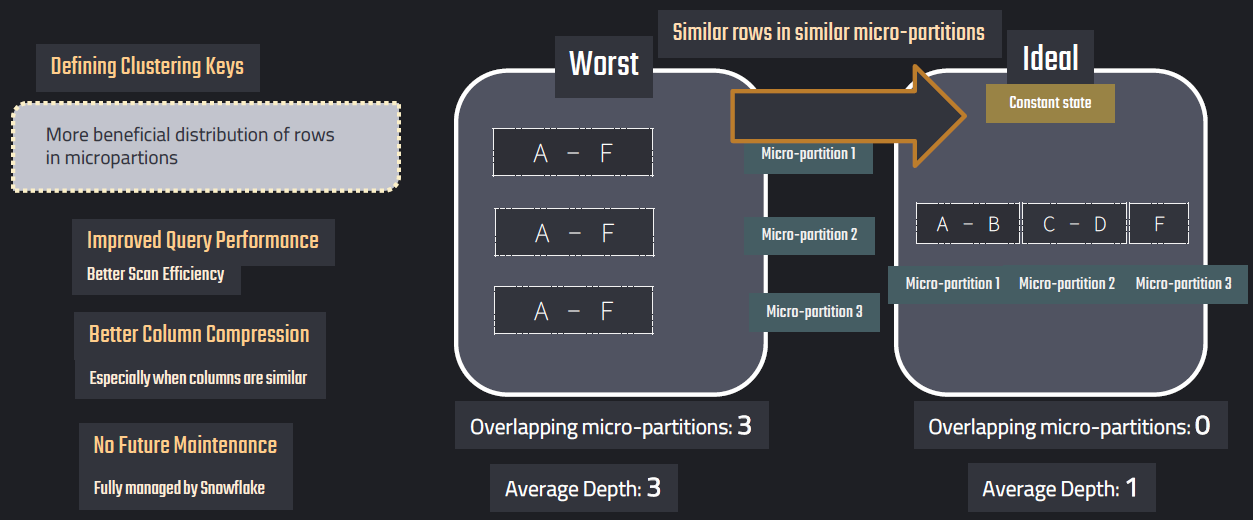 Defining Clustering Keys
More beneficial distribution of rows
in micropartions
Improved Query Performance
Better Scan Efficiency
Better Column Compression
Especially when columns are similar
No Future Maintenance
Fully managed by Snowflake
Similar rows in similar micro-partitions
Worst
A – F
Micro-partition 1
A – F
Micro-partition 2
A – F
Micro-partition 3
Overlapping micro-partitions: 3
Average Depth: 3
Ideal
Constant state
A – B C – D F
Micro-partition 1 Micro-partition 2 Micro-partition 3
Overlapping micro-partitions: 0
Average Depth: 1